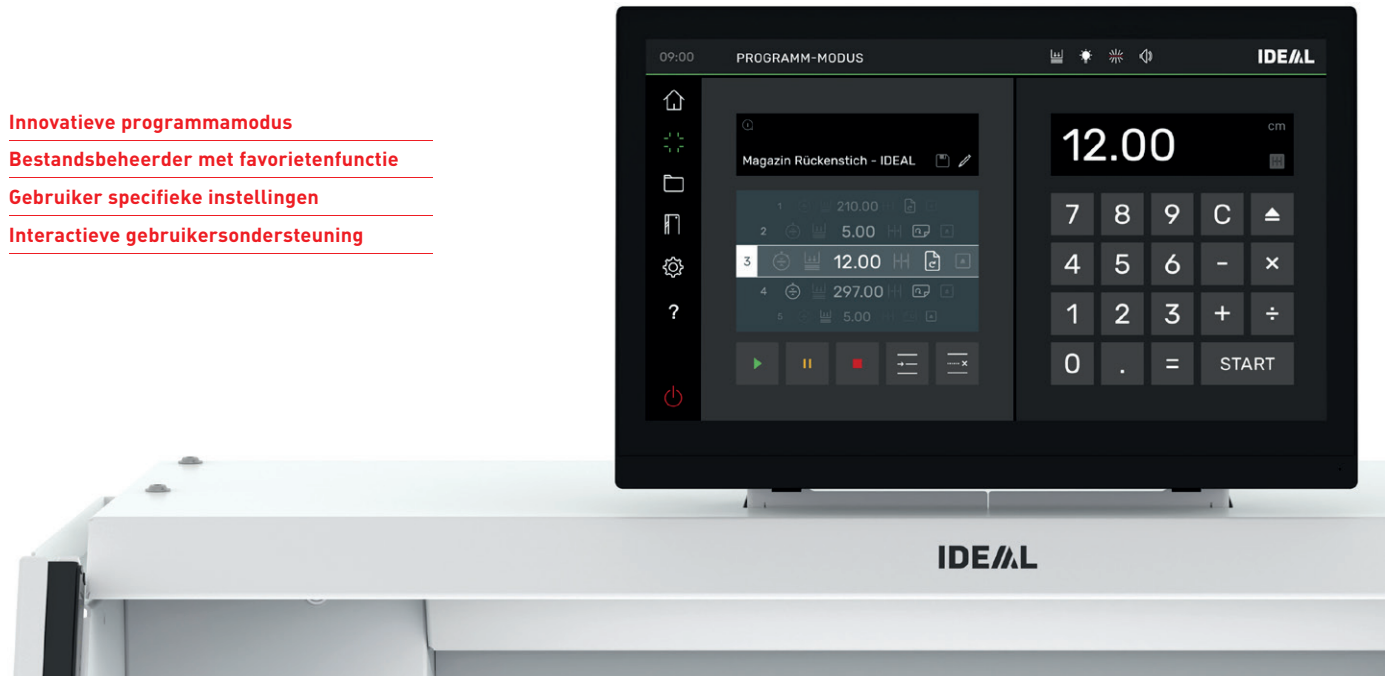 Innovatieve programmamodus
Bestandsbeheerder met favorietenfunctie
Gebruiker specifieke instellingen
Interactieve gebruikersondersteuning
09:00 PROGRAMM-MODUS IDEAL
Magazin Rückenstich - IDEAL
1 210.00
2 5.00
3 12.00
4 297.00
5 5.00
?
12.00 cm
7 8 9 C
4 5 6 - ×
1 2 3 + ÷
0 . = START
IDEAL